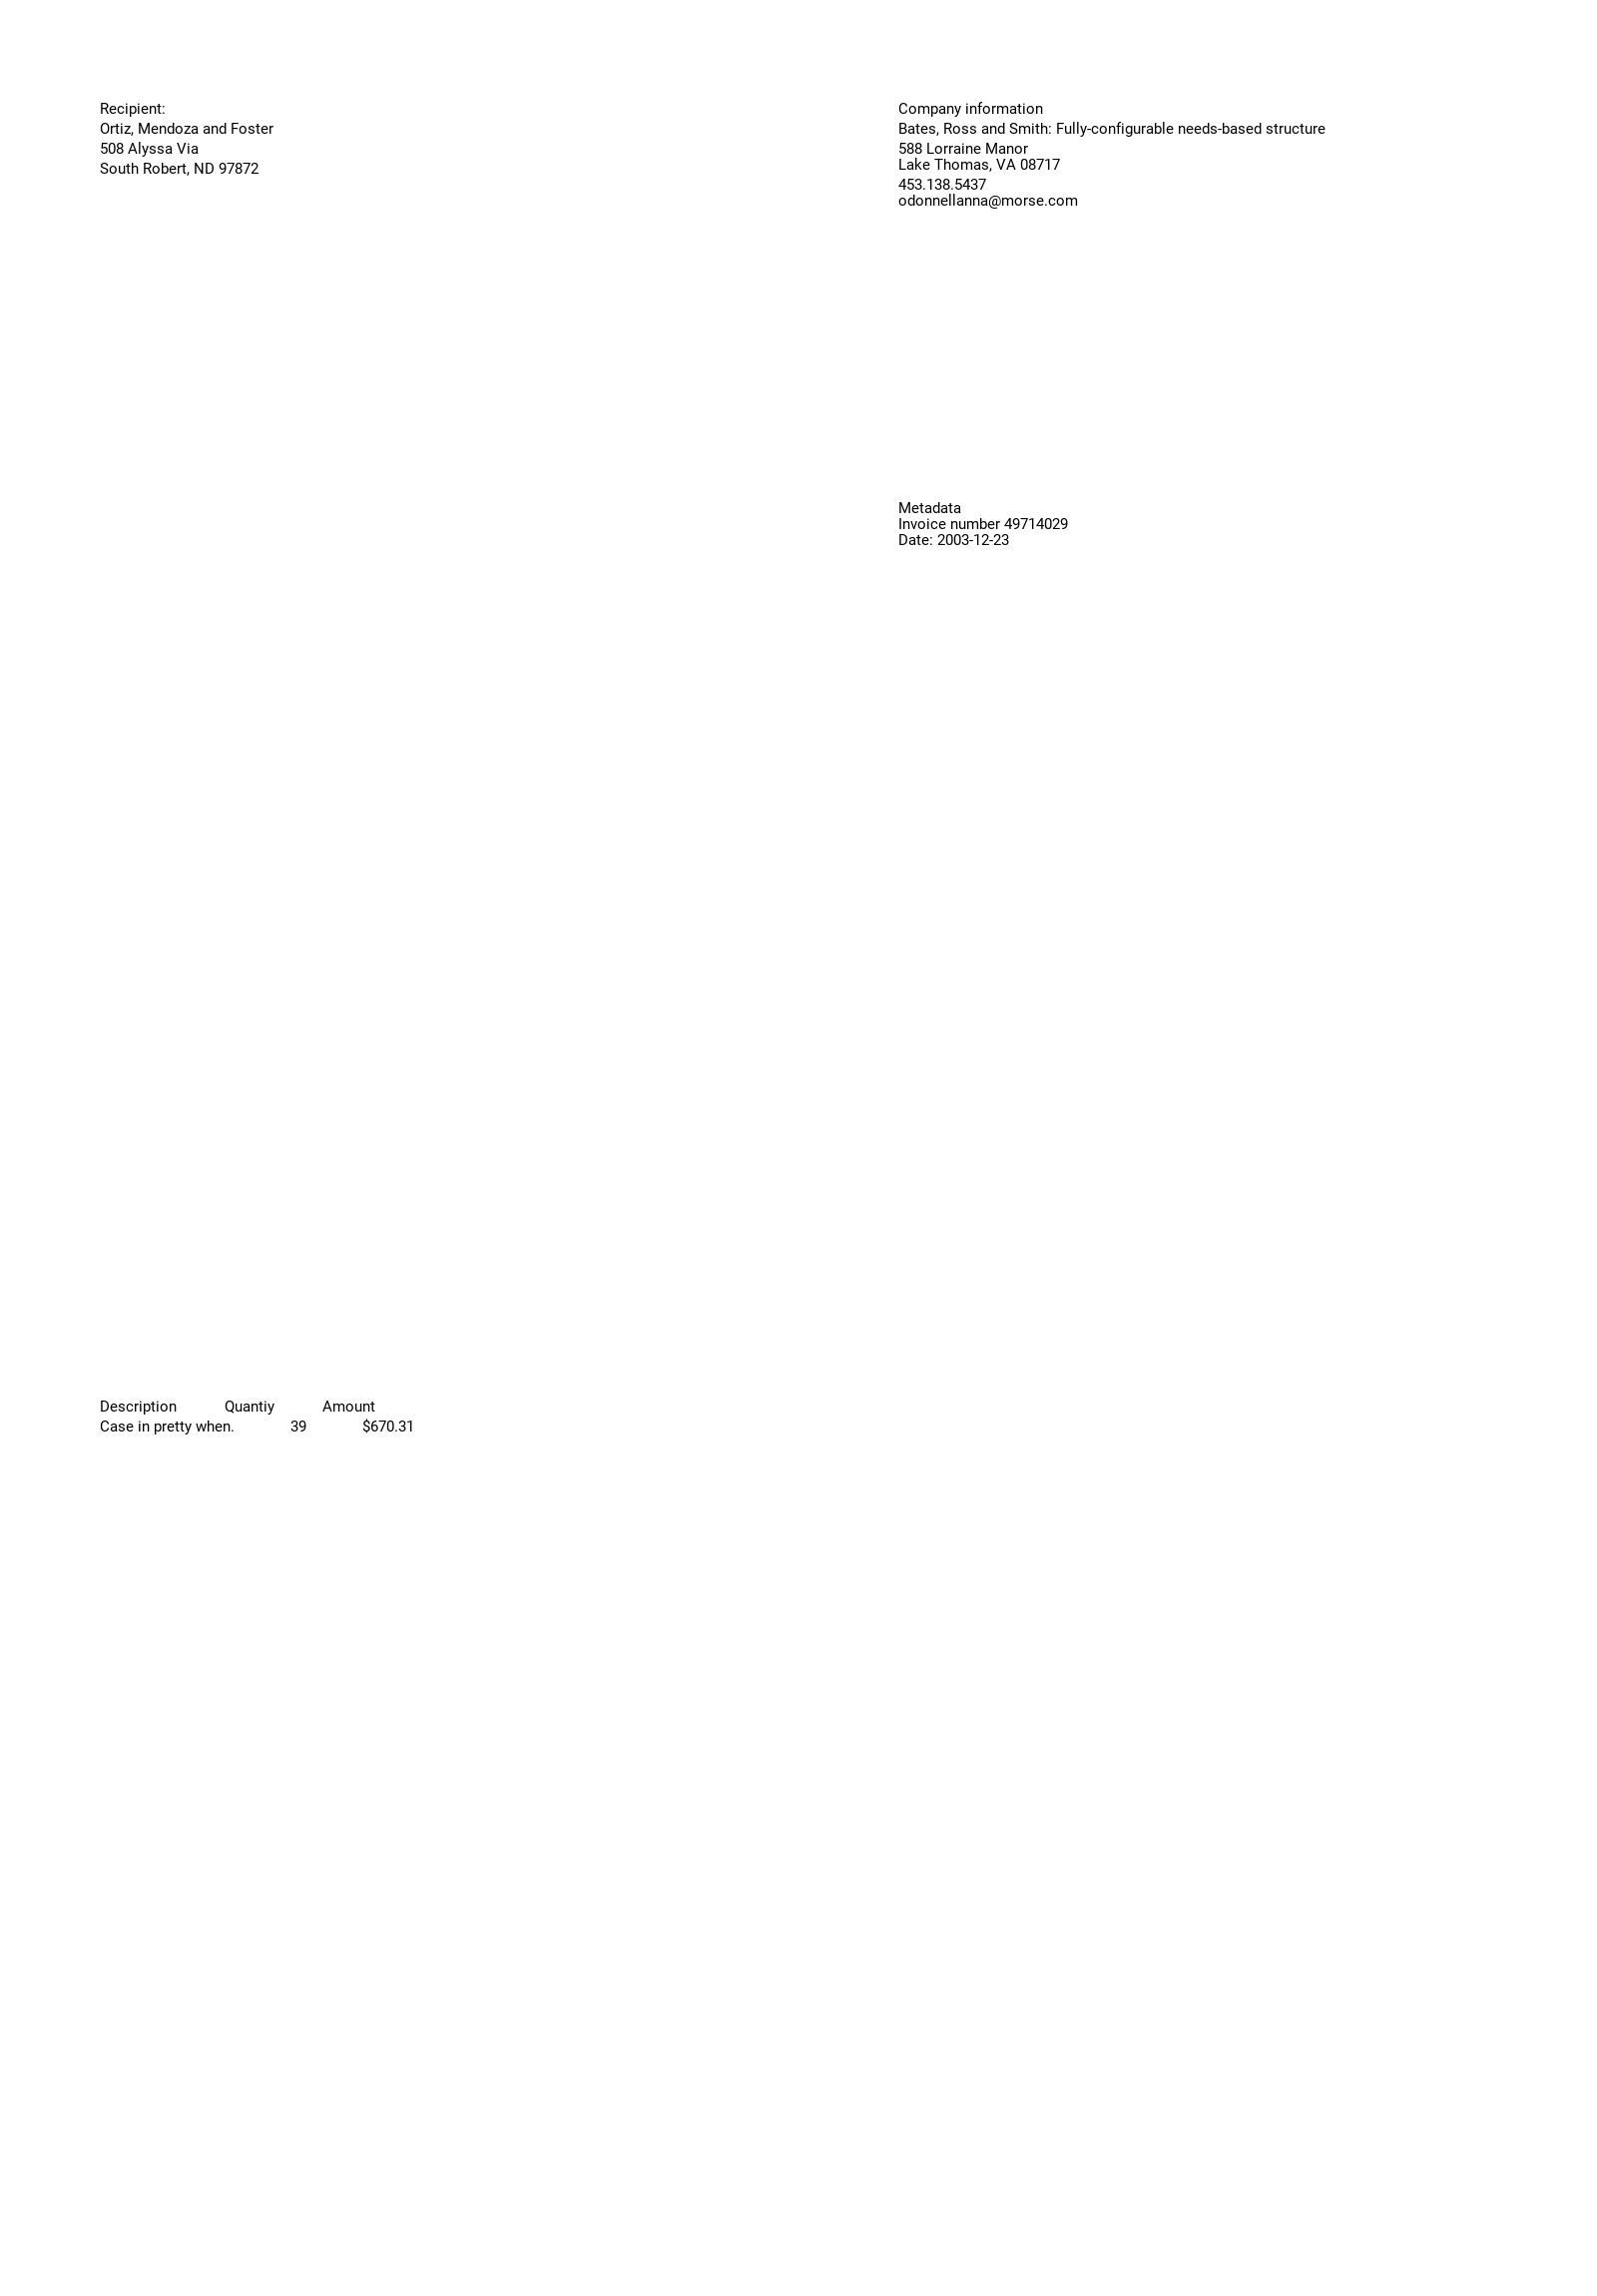 Recipient:
Ortiz, Mendoza and Foster
508 Alyssa Via
South Robert, ND 97872
Company information
Bates, Ross and Smith: Fully-configurable needs-based structure
588 Lorraine Manor
Lake Thomas, VA 08717
453.138.5437
odonnellanna@morse.com
Metadata
Invoice number 49714029
Date: 2003-12-23
Description Quantiy Amount
Case in pretty when. 39 $670.31